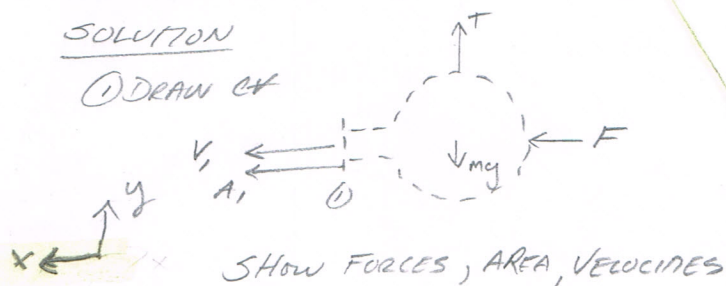 SOLUTION
① DRAW CV
T
F
mg
V₁
A₁
①
y
x
SHOW FORCES, AREA, VELOCITIES